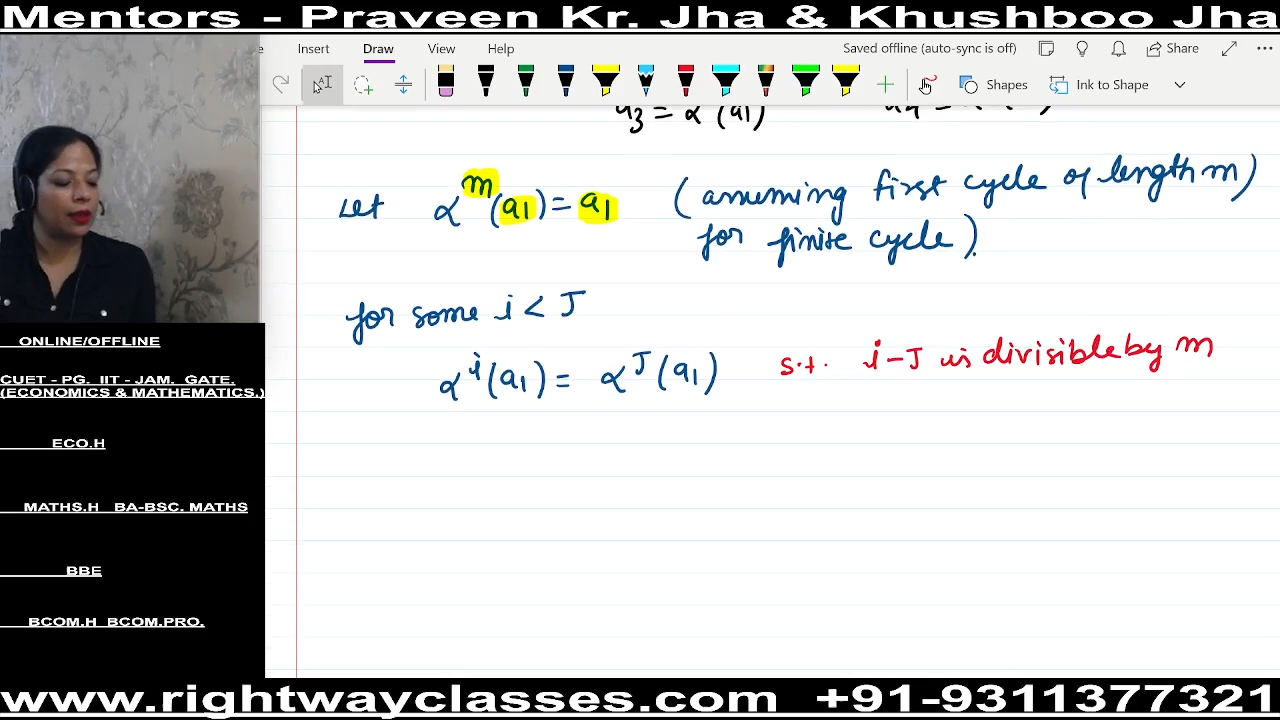 Mentors - Praveen Kr. Jha & Khushboo Jha
Insert Draw View Help Saved offline (auto-sync is off) Share
Shapes Ink to Shape
a3 = α (a1)
Let α^m(a1) = a1 (assuming first cycle of length m)
for finite cycle).
for some i < J
α^i(a1) = α^J(a1) s.t. i-J is divisible by m
ONLINE/OFFLINE
CUET - PG. IIT - JAM. GATE.
(ECONOMICS & MATHEMATICS.)
ECO.H
MATHS.H BA-BSC. MATHS
BBE
BCOM.H BCOM.PRO.
www.rightwayclasses.com +91-9311377321